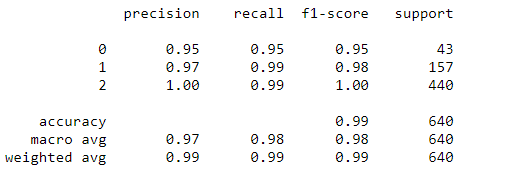 precision recall f1-score support
0 0.95 0.95 0.95 43
1 0.97 0.99 0.98 157
2 1.00 0.99 1.00 440
accuracy 0.99 640
macro avg 0.97 0.98 0.98 640
weighted avg 0.99 0.99 0.99 640